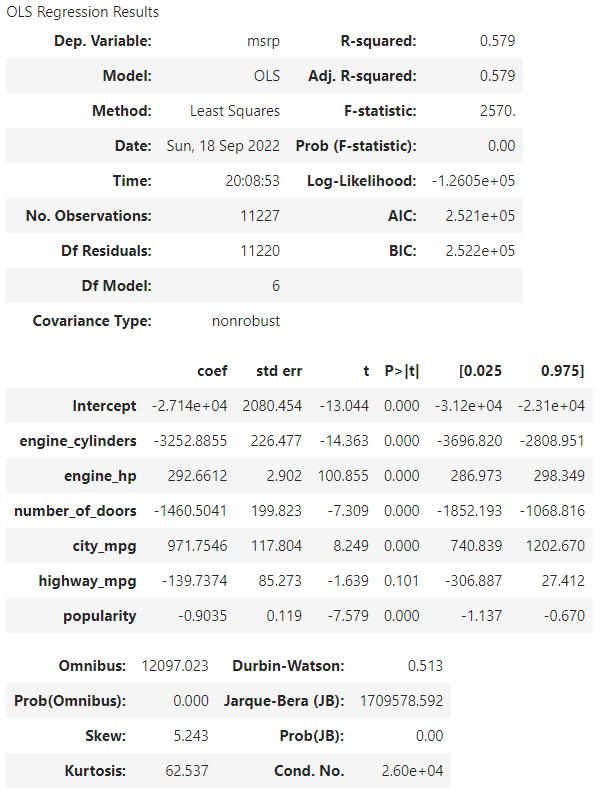 OLS Regression Results
Dep. Variable: msrp R-squared: 0.579
Model: OLS Adj. R-squared: 0.579
Method: Least Squares F-statistic: 2570.
Date: Sun, 18 Sep 2022 Prob (F-statistic): 0.00
Time: 20:08:53 Log-Likelihood: -1.2605e+05
No. Observations: 11227 AIC: 2.521e+05
Df Residuals: 11220 BIC: 2.522e+05
Df Model: 6
Covariance Type: nonrobust
coef std err t P>|t| [0.025 0.975]
Intercept -2.714e+04 2080.454 -13.044 0.000 -3.12e+04 -2.31e+04
engine_cylinders -3252.8855 226.477 -14.363 0.000 -3696.820 -2808.951
engine_hp 292.6612 2.902 100.855 0.000 286.973 298.349
number_of_doors -1460.5041 199.823 -7.309 0.000 -1852.193 -1068.816
city_mpg 971.7546 117.804 8.249 0.000 740.839 1202.670
highway_mpg -139.7374 85.273 -1.639 0.101 -306.887 27.412
popularity -0.9035 0.119 -7.579 0.000 -1.137 -0.670
Omnibus: 12097.023 Durbin-Watson: 0.513
Prob(Omnibus): 0.000 Jarque-Bera (JB): 1709578.592
Skew: 5.243 Prob(JB): 0.00
Kurtosis: 62.537 Cond. No. 2.60e+04